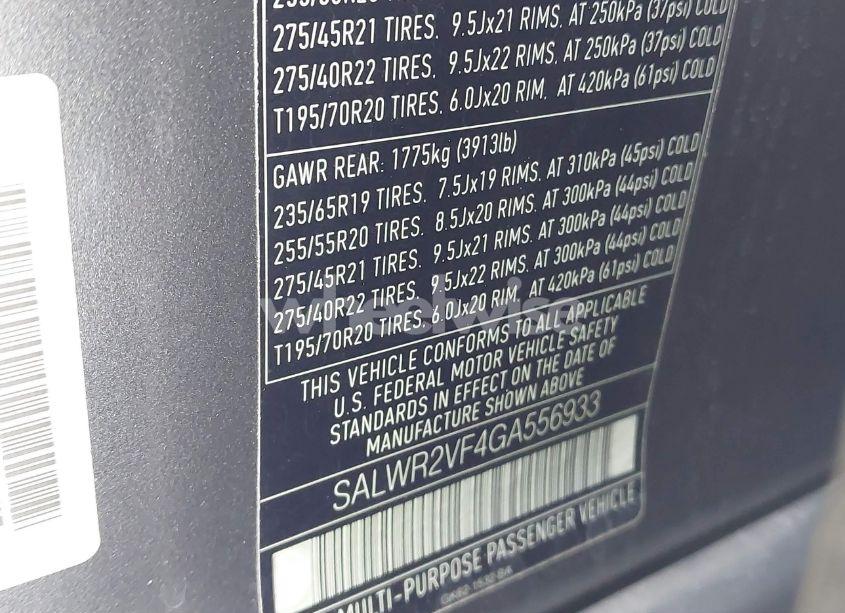 275/45R21 TIRES. 9.5Jx21 RIMS. AT 250kPa (37psi) COLD
275/40R22 TIRES. 9.5Jx22 RIMS. AT 250kPa (37psi) COLD
T195/70R20 TIRES. 6.0Jx20 RIM. AT 420kPa (61psi) COLD
GAWR REAR: 1775kg (3913lb)
235/65R19 TIRES. 7.5Jx19 RIMS. AT 310kPa (45psi) COLD
255/55R20 TIRES. 8.5Jx20 RIMS. AT 300kPa (44psi) COLD
275/45R21 TIRES. 9.5Jx21 RIMS. AT 300kPa (44psi) COLD
275/40R22 TIRES. 9.5Jx22 RIMS. AT 300kPa (44psi) COLD
T195/70R20 TIRES. 6.0Jx20 RIM. AT 420kPa (61psi) COLD
wheelwise
THIS VEHICLE CONFORMS TO ALL APPLICABLE
U.S. FEDERAL MOTOR VEHICLE SAFETY
STANDARDS IN EFFECT ON THE DATE OF
MANUFACTURE SHOWN ABOVE
SALWR2VF4GA556933
MULTI-PURPOSE PASSENGER VEHICLE